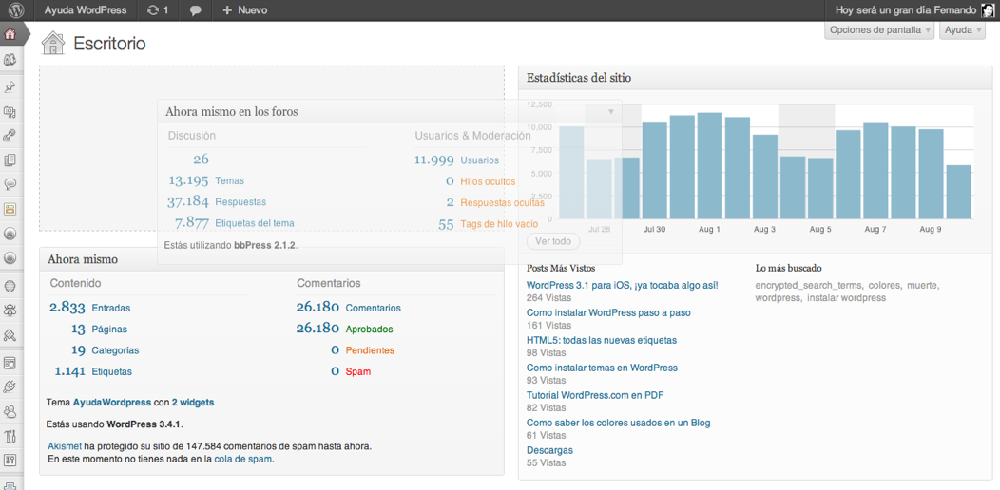 Ayuda WordPress 1 Nuevo Hoy será un gran día Fernando
Opciones de pantalla Ayuda
Escritorio
Ahora mismo en los foros
Discusión
26
13.195 Temas
37.184 Respuestas
7.877 Etiquetas del tema
Usuarios & Moderación
11.999 Usuarios
0 Hilos ocultos
2 Respuestas ocultas
55 Tags de hilo vacío
Estás utilizando bbPress 2.1.2.
Ahora mismo
Contenido
2.833 Entradas
13 Páginas
19 Categorías
1.141 Etiquetas
Comentarios
26.180 Comentarios
26.180 Aprobados
0 Pendientes
0 Spam
Tema AyudaWordpress con 2 widgets
Estás usando WordPress 3.4.1.
Akismet ha protegido su sitio de 147.584 comentarios de spam hasta ahora.
En este momento no tienes nada en la cola de spam.
Estadísticas del sitio
12,500
10,000
7,500
5,000
2,500
0
Jul 28 Jul 30 Aug 1 Aug 3 Aug 5 Aug 7 Aug 9
Ver todo
Posts Más Vistos
WordPress 3.1 para iOS, ¡ya tocaba algo así!
264 Vistas
Como instalar WordPress paso a paso
161 Vistas
HTML5: todas las nuevas etiquetas
98 Vistas
Como instalar temas en WordPress
93 Vistas
Tutorial WordPress.com en PDF
82 Vistas
Como saber los colores usados en un Blog
61 Vistas
Descargas
55 Vistas
Lo más buscado
encrypted_search_terms, colores, muerte,
wordpress, instalar wordpress